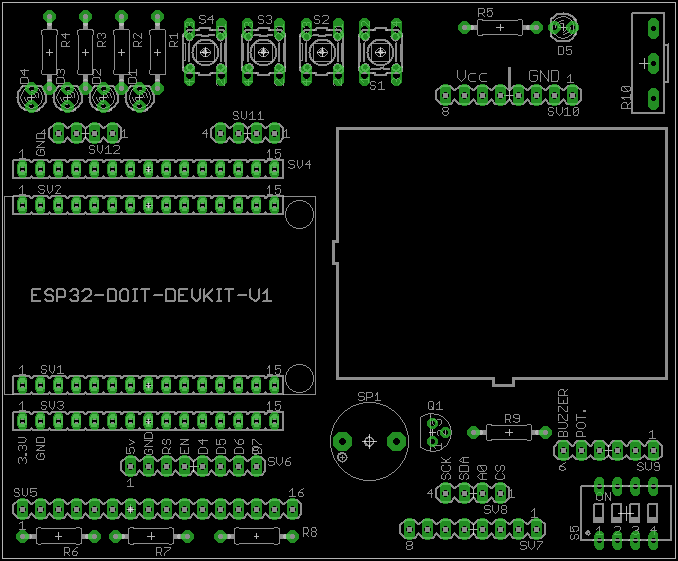 S4 S3 S2 R5
R4 R3 R2 R1 D5
S1
D4 D3 D2 D1
Vcc GND 1
R10
8 SV10
GND 1 SV12 4 SV11 1
1 15 SV4
1 SV2 15
ESP32-DOIT-DEVKIT-V1
1 SV1 15
1 SV3 15
SP1 Q1
R9
BUZZER
POT.
3.3V GND 5v GND RS EN D4 D5 D6 D7
1 SV6
SCK SDA A0 CS
4 1
SV8
6 1
SV9
SV5 16
1
R6 R7 R8
8 1
SV7
ON
S5
1 2 3 4